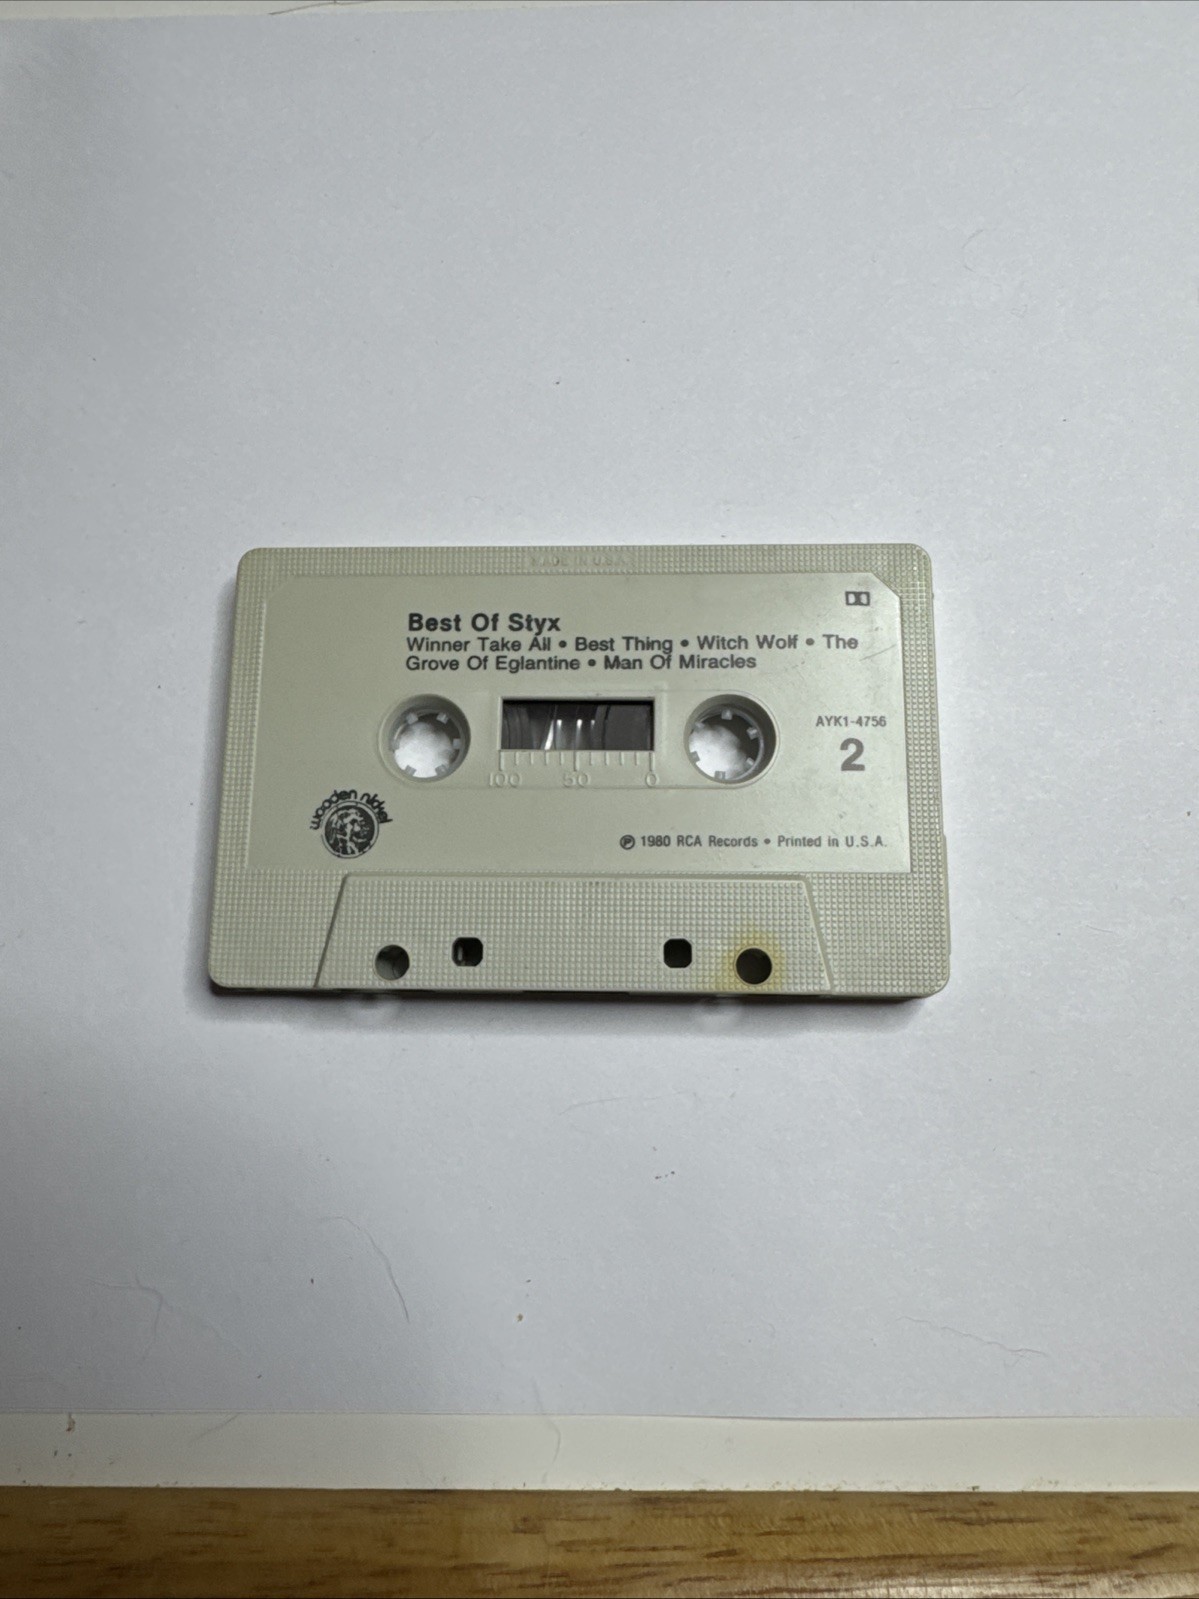 MADE IN U.S.A.
Best Of Styx
Winner Take All • Best Thing • Witch Wolf • The
Grove Of Eglantine • Man Of Miracles
AYK1-4756
2
100 50 0
wooden nickel
℗ 1980 RCA Records • Printed in U.S.A.